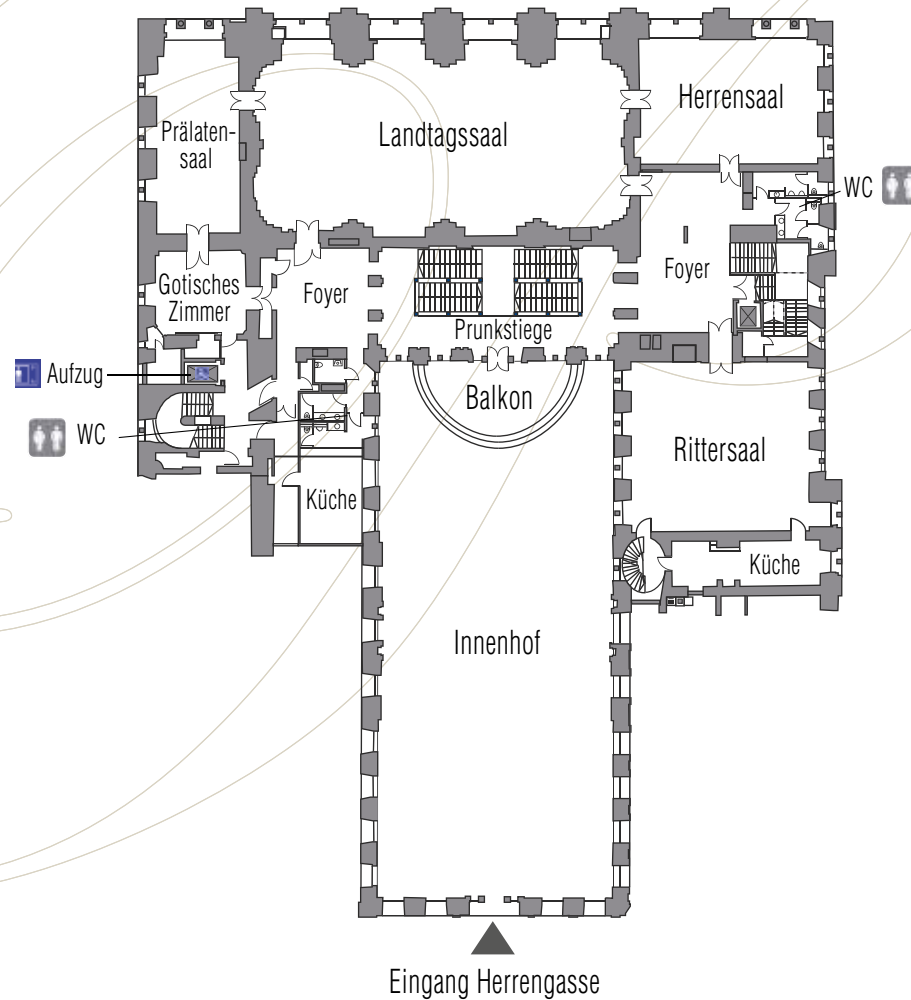 Herrensaal
Landtagssaal
Prälaten-
saal
WC
Foyer
Gotisches
Zimmer
Foyer
Prunkstiege
Aufzug
Balkon
WC
Rittersaal
Küche
Küche
Innenhof
Eingang Herrengasse